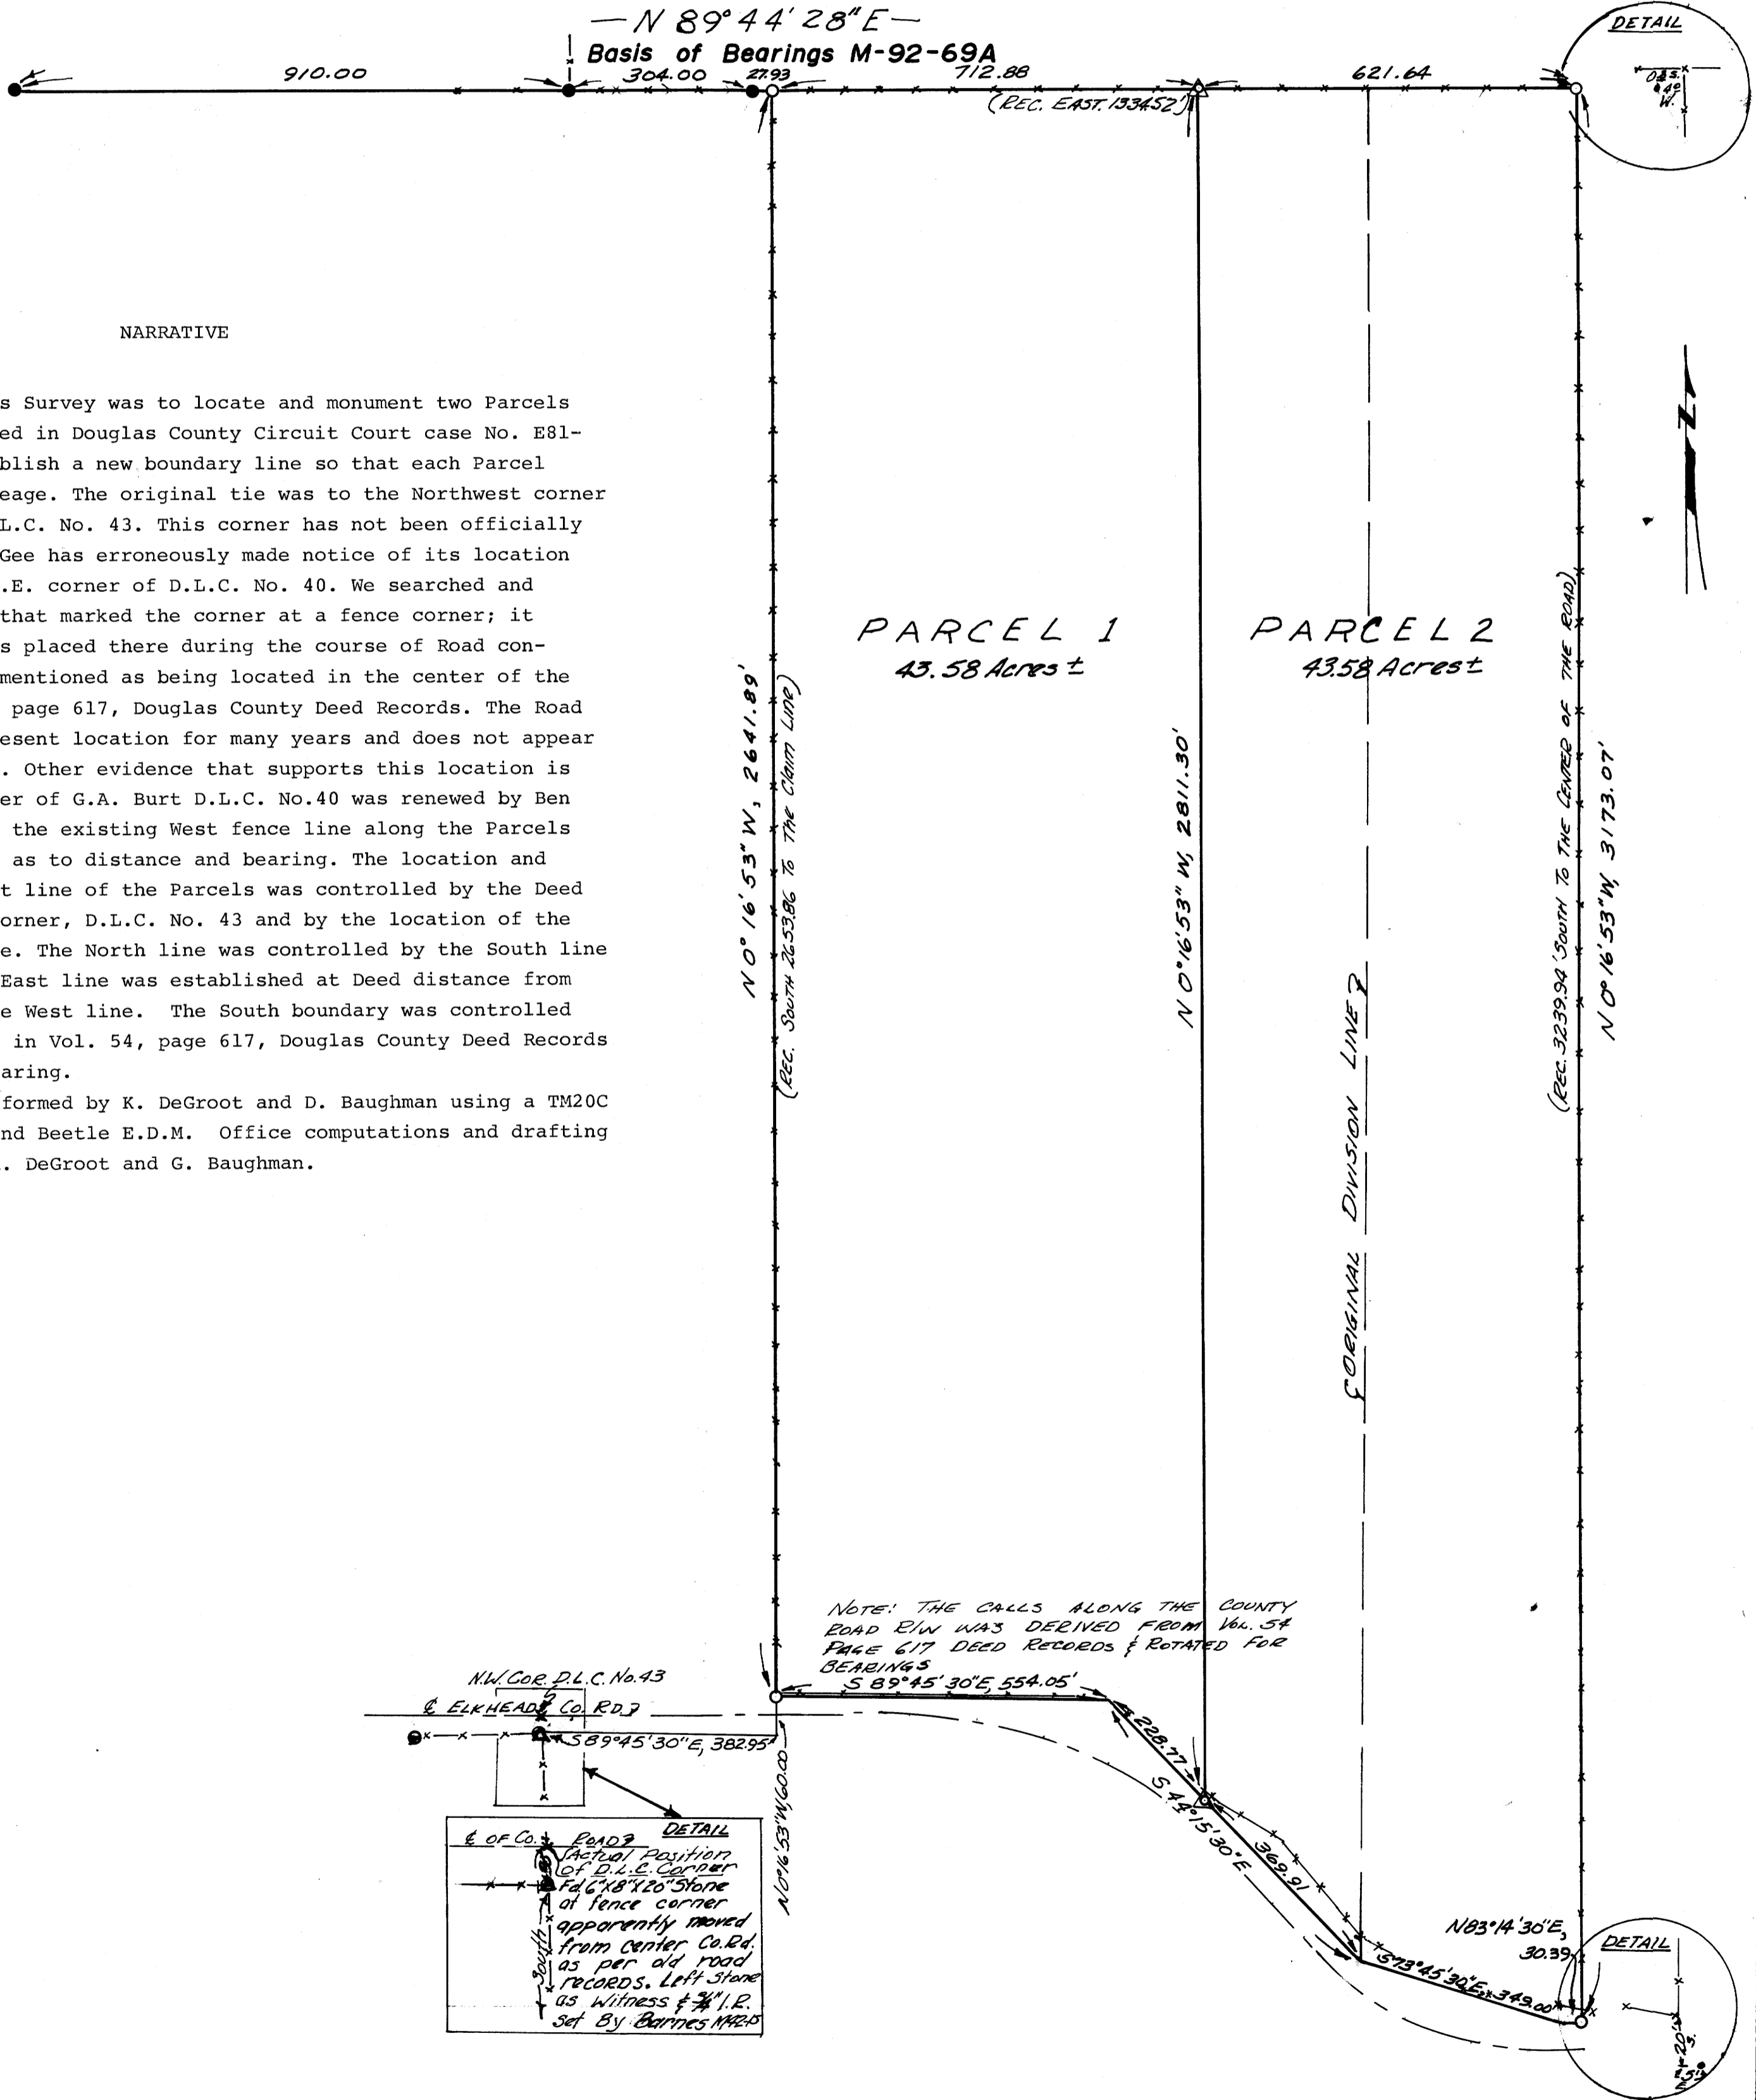 — N 89°44'28"E —
Basis of Bearings M-92-69A
910.00
304.00
27.93
712.88
621.64
(REC. EAST. 1334.52')
DETAIL
W.
NARRATIVE
s Survey was to locate and monument two Parcels
ed in Douglas County Circuit Court case No. E81-
blish a new boundary line so that each Parcel
eage. The original tie was to the Northwest corner
L.C. No. 43. This corner has not been officially
Gee has erroneously made notice of its location
.E. corner of D.L.C. No. 40. We searched and
that marked the corner at a fence corner; it
s placed there during the course of Road con-
mentioned as being located in the center of the
page 617, Douglas County Deed Records. The Road
esent location for many years and does not appear
. Other evidence that supports this location is
er of G.A. Burt D.L.C. No.40 was renewed by Ben
the existing West fence line along the Parcels
as to distance and bearing. The location and
t line of the Parcels was controlled by the Deed
orner, D.L.C. No. 43 and by the location of the
e. The North line was controlled by the South line
East line was established at Deed distance from
e West line. The South boundary was controlled
in Vol. 54, page 617, Douglas County Deed Records
aring.
formed by K. DeGroot and D. Baughman using a TM20C
nd Beetle E.D.M. Office computations and drafting
. DeGroot and G. Baughman.
N
PARCEL 1
43.58 Acres ±
PARCEL 2
43.58 Acres ±
N 0°16'53" W, 2641.89'
(REC. SOUTH 2653.86 To The Claim Line)
N 0°16'53" W, 2811.30'
ORIGINAL DIVISION LINE
(REC. 3239.94' SOUTH TO THE CENTER OF THE ROAD)
N 0°16'53" W, 3173.07'
NOTE: THE CALLS ALONG THE COUNTY
ROAD R/W WAS DERIVED FROM VOL. 54
PAGE 617 DEED RECORDS & ROTATED FOR
BEARINGS
S 89°45'30"E, 554.05'
N.W. COR. D.L.C. No. 43
℄ ELKHEAD Co. RD.
S 89°45'30"E, 382.95'
N 0°16'53"W, 60.00
228.77
S 44°15'30" E
369.91
S 73°45'30"E, 349.00
N83°14'30"E,
30.39
DETAIL
DETAIL
℄ OF Co. ROAD
Actual Position
of D.L.C. Corner
Fd. 6"X8"X20" Stone
at fence corner
apparently moved
from center Co. Rd.
as per old road
records. Left Stone
as Witness & 3/4" I.R.
Set By Barnes
South